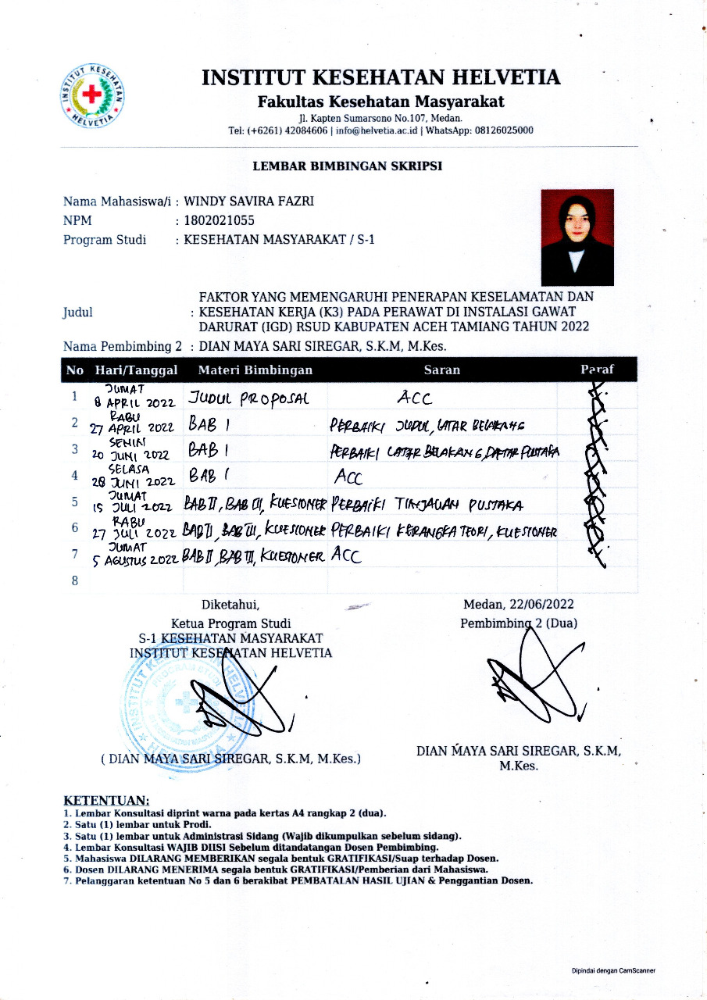 INSTITUT KESEHATAN HELVETIA
Fakultas Kesehatan Masyarakat
Jl. Kapten Sumarsono No.107, Medan.
Tel: (+6261) 42084606 | info@helvetia.ac.id | WhatsApp: 08126025000
INSTITUT KESEHATAN HELVETIA
LEMBAR BIMBINGAN SKRIPSI
Nama Mahasiswa/i : WINDY SAVIRA FAZRI
NPM : 1802021055
Program Studi : KESEHATAN MASYARAKAT / S-1
Judul : FAKTOR YANG MEMENGARUHI PENERAPAN KESELAMATAN DAN
KESEHATAN KERJA (K3) PADA PERAWAT DI INSTALASI GAWAT
DARURAT (IGD) RSUD KABUPATEN ACEH TAMIANG TAHUN 2022
Nama Pembimbing 2 : DIAN MAYA SARI SIREGAR, S.K.M, M.Kes.
No Hari/Tanggal Materi Bimbingan Saran Paraf
1 JUMAT 8 APRIL 2022 JUDUL PROPOSAL ACC
2 RABU 27 APRIL 2022 BAB I PERBAIKI JUDUL, LATAR BELAKANG
3 SENIN 20 JUNI 2022 BAB I PERBAIKI LATAR BELAKANG, DAFTAR PUSTAKA
4 SELASA 28 JUNI 2022 BAB I ACC
5 JUMAT 15 JULI 2022 BAB II, BAB III, KUESIONER PERBAIKI TINJAUAN PUSTAKA
6 RABU 27 JULI 2022 BAB II, BAB III, KUESIONER PERBAIKI KERANGKA TEORI, KUESIONER
7 JUMAT 5 AGUSTUS 2022 BAB II, BAB III, KUESIONER ACC
8
Diketahui,
Ketua Program Studi
S-1 KESEHATAN MASYARAKAT
INSTITUT KESEHATAN HELVETIA
( DIAN MAYA SARI SIREGAR, S.K.M, M.Kes.)
Medan, 22/06/2022
Pembimbing 2 (Dua)
DIAN MAYA SARI SIREGAR, S.K.M,
M.Kes.
KETENTUAN:
1. Lembar Konsultasi diprint warna pada kertas A4 rangkap 2 (dua).
2. Satu (1) lembar untuk Prodi.
3. Satu (1) lembar untuk Administrasi Sidang (Wajib dikumpulkan sebelum sidang).
4. Lembar Konsultasi WAJIB DIISI Sebelum ditandatangan Dosen Pembimbing.
5. Mahasiswa DILARANG MEMBERIKAN segala bentuk GRATIFIKASI/Suap terhadap Dosen.
6. Dosen DILARANG MENERIMA segala bentuk GRATIFIKASI/Pemberian dari Mahasiswa.
7. Pelanggaran ketentuan No 5 dan 6 berakibat PEMBATALAN HASIL UJIAN & Penggantian Dosen.
Dipindai dengan CamScanner